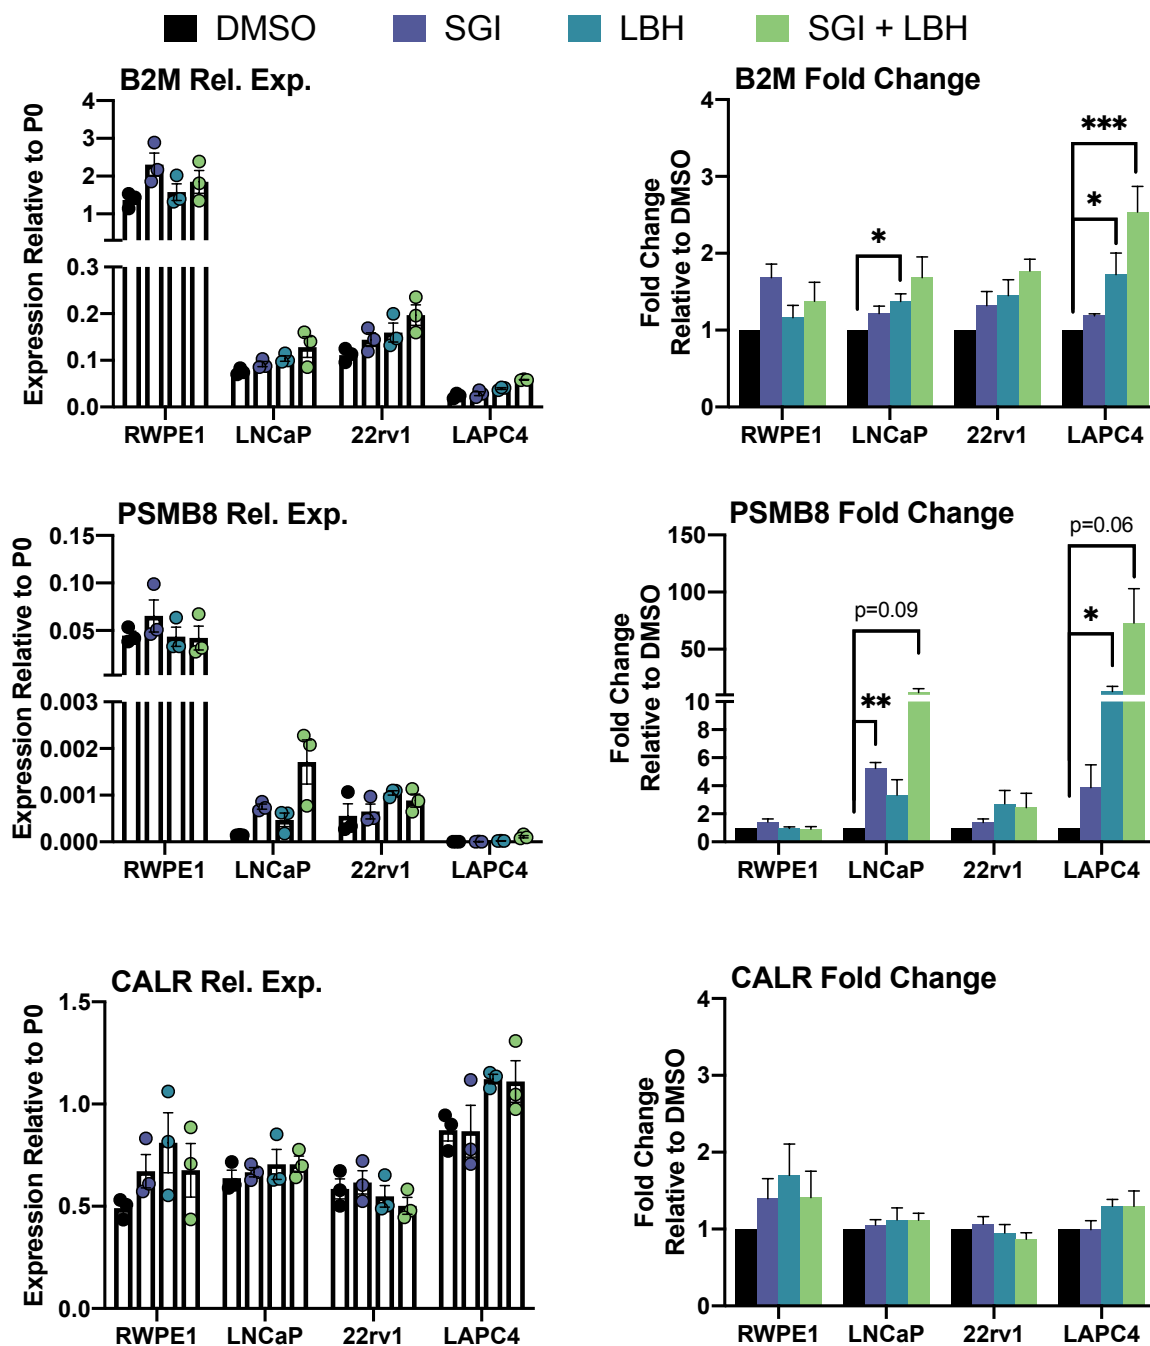 DMSO SGI LBH SGI + LBH
B2M Rel. Exp.
Expression Relative to P0
4
3
2
1
0.3
0.2
0.1
0.0
RWPE1 LNCaP 22rv1 LAPC4
B2M Fold Change
Fold Change
Relative to DMSO
4
3
2
1
0
*
*
***
RWPE1 LNCaP 22rv1 LAPC4
PSMB8 Rel. Exp.
Expression Relative to P0
0.15
0.10
0.05
0.003
0.002
0.001
0.000
RWPE1 LNCaP 22rv1 LAPC4
PSMB8 Fold Change
Fold Change
Relative to DMSO
150
100
50
10
8
6
4
2
0
p=0.09
**
p=0.06
*
RWPE1 LNCaP 22rv1 LAPC4
CALR Rel. Exp.
Expression Relative to P0
1.5
1.0
0.5
0.0
RWPE1 LNCaP 22rv1 LAPC4
CALR Fold Change
Fold Change
Relative to DMSO
4
3
2
1
0
RWPE1 LNCaP 22rv1 LAPC4